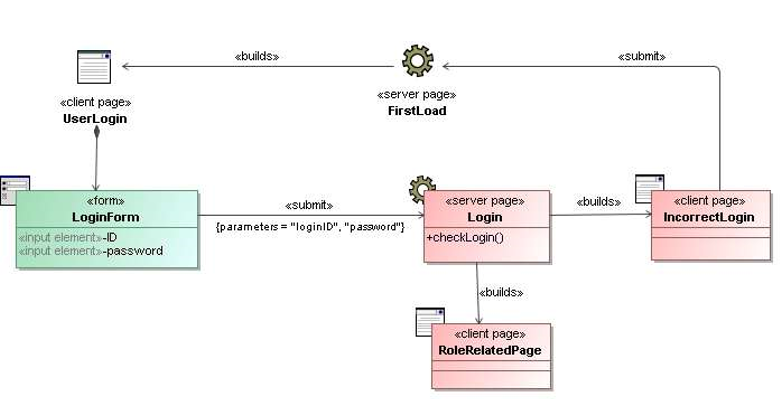 «builds»
«submit»
«client page»
UserLogin
«server page»
FirstLoad
«form»
LoginForm
«input element»-ID
«input element»-password
«submit»
{parameters = "loginID", "password"}
«server page»
Login
+checkLogin()
«builds»
«client page»
IncorrectLogin
«builds»
«client page»
RoleRelatedPage